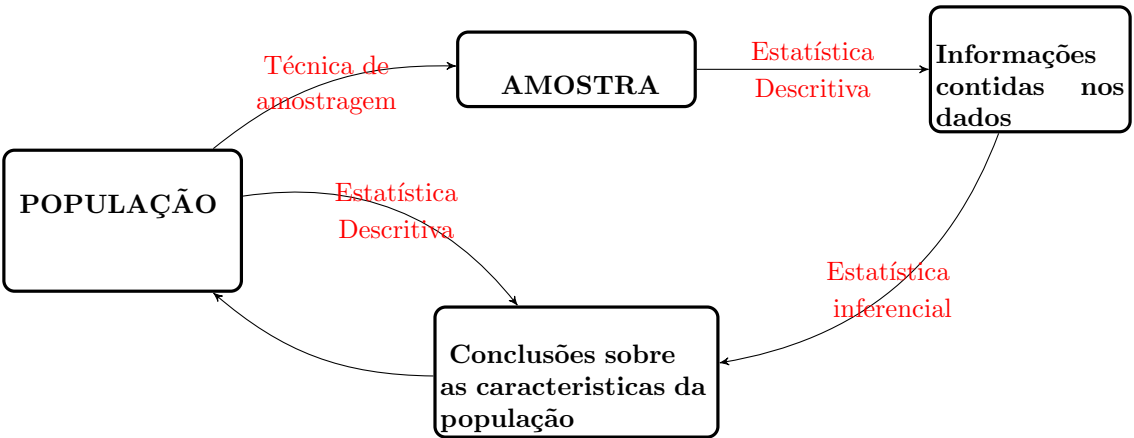 Técnica de
amostragem
AMOSTRA
Estatística
Descritiva
Informações
contidas nos
dados
POPULAÇÃO
Estatística
Descritiva
Estatística
inferencial
Conclusões sobre
as caracteristicas da
população